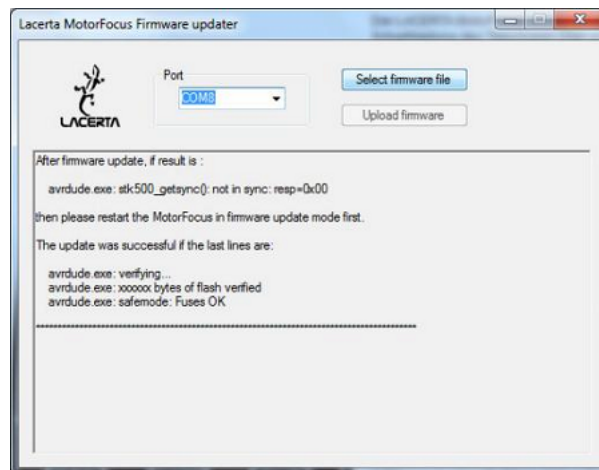 Lacerta MotorFocus Firmware updater
Port
COM8
Select firmware file
Upload firmware
LACERTA
After firmware update, if result is :
avrdude.exe: stk500_getsync(): not in sync: resp=0x00
then please restart the MotorFocus in firmware update mode first.
The update was successful if the last lines are:
avrdude.exe: verifying...
avrdude.exe: xxxxxx bytes of flash verified
avrdude.exe: safemode: Fuses OK